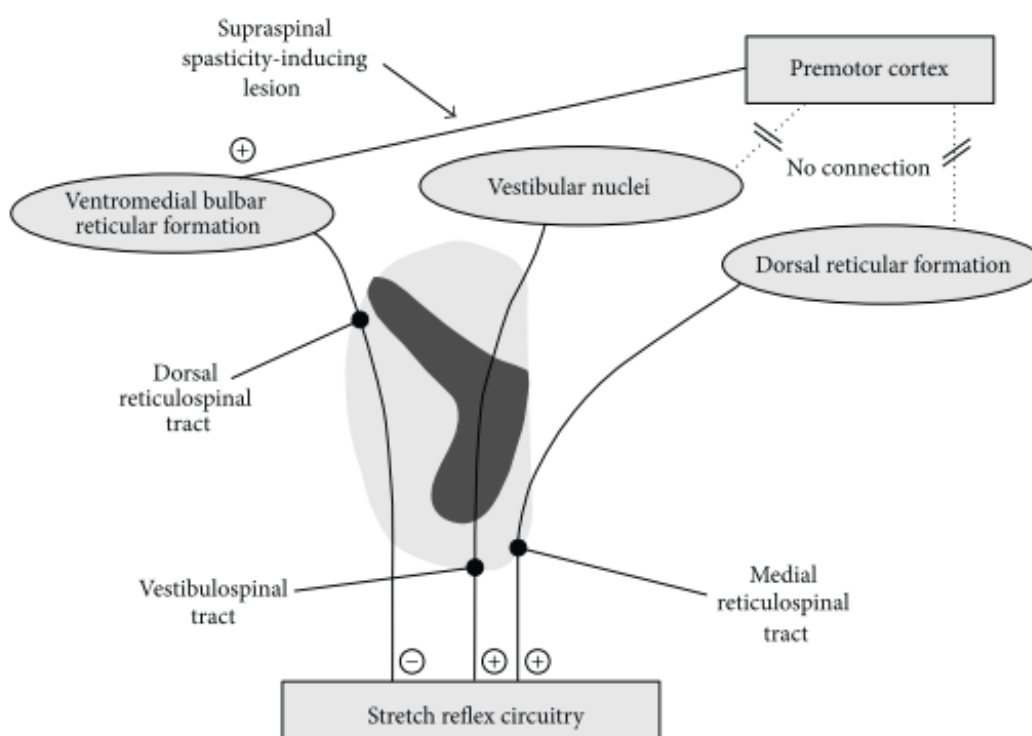 Supraspinal
spasticity-inducing
lesion
Premotor cortex
+
No connection
Vestibular nuclei
Ventromedial bulbar
reticular formation
Dorsal reticular formation
Dorsal
reticulospinal
tract
Vestibulospinal
tract
Medial
reticulospinal
tract
− + +
Stretch reflex circuitry